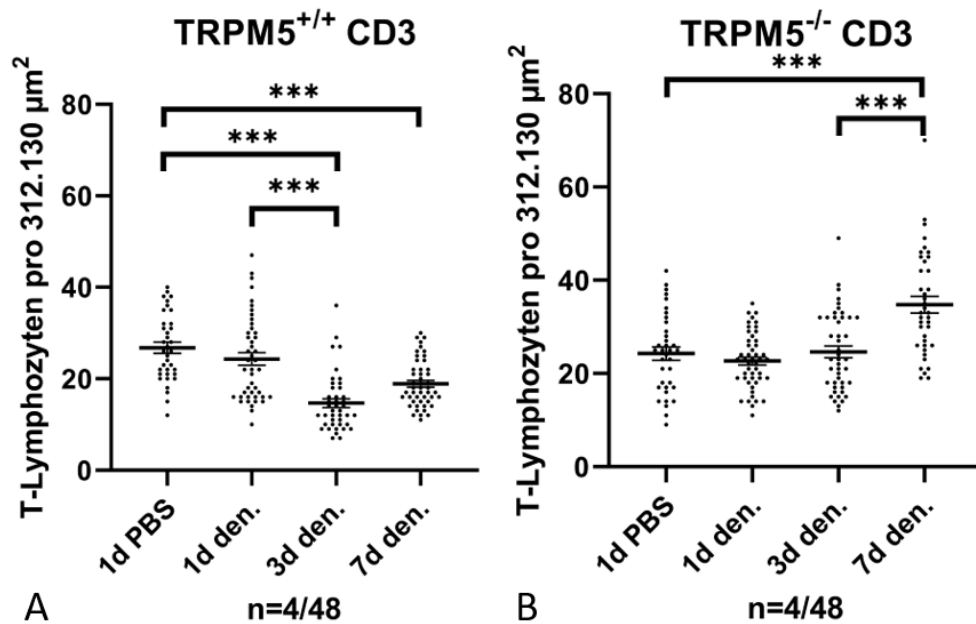 TRPM5+/+ CD3
T-Lymphozyten pro 312.130 µm²
80
60
40
20
0
***
***
***
1d PBS
1d den.
3d den.
7d den.
A
n=4/48
TRPM5-/- CD3
T-Lymphozyten pro 312.130 µm²
80
60
40
20
0
***
***
1d PBS
1d den.
3d den.
7d den.
B
n=4/48